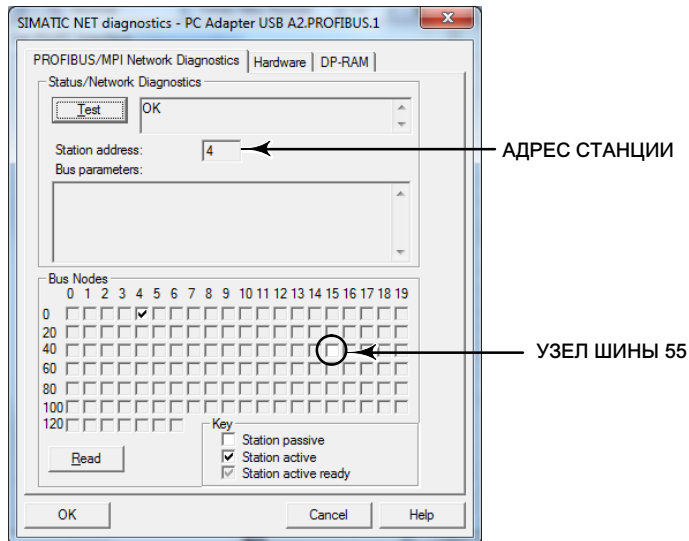 SIMATIC NET diagnostics - PC Adapter USB A2.PROFIBUS.1
PROFIBUS/MPI Network Diagnostics Hardware DP-RAM
Status/Network Diagnostics
Test OK
Station address: 4 АДРЕС СТАНЦИИ
Bus parameters:
Bus Nodes
0 1 2 3 4 5 6 7 8 9 10 11 12 13 14 15 16 17 18 19
0
20
40 УЗЕЛ ШИНЫ 55
60
80
100
120
Key
Station passive
Read Station active
Station active ready
OK Cancel Help